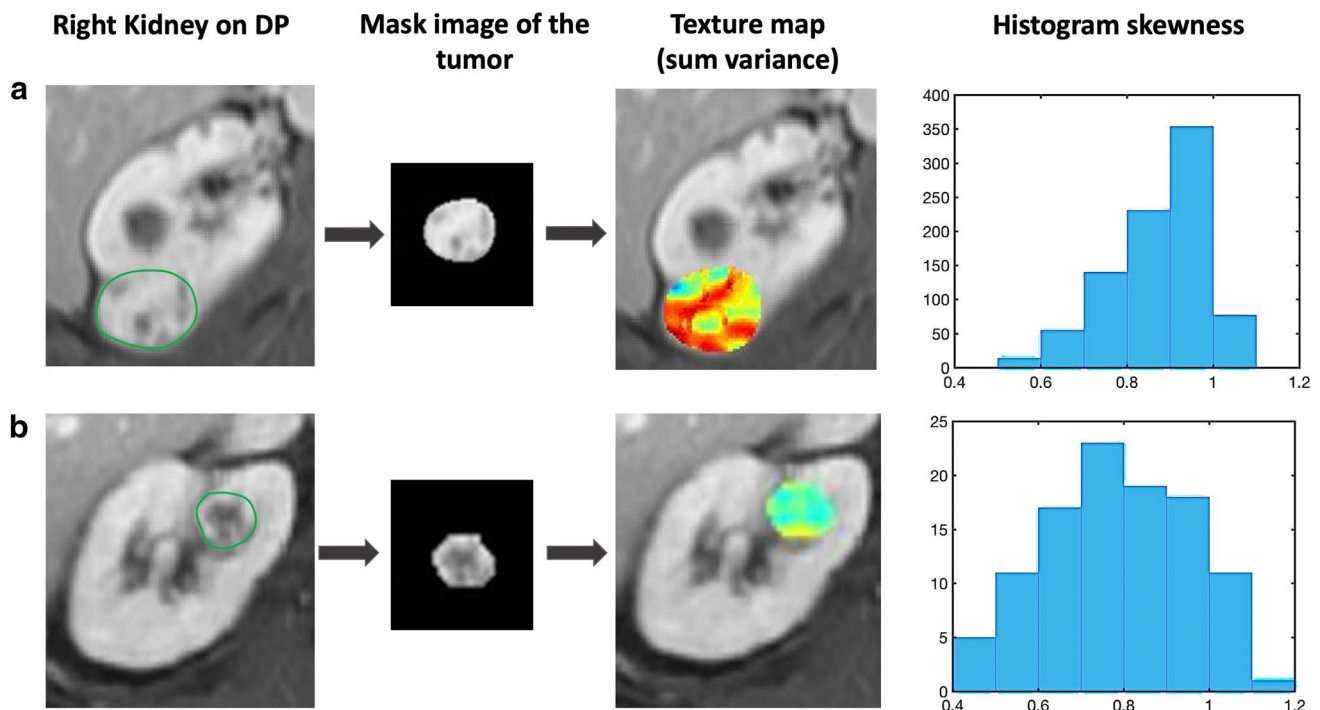 Right Kidney on DP
Mask image of the
tumor
Texture map
(sum variance)
Histogram skewness
a
400
350
300
250
200
150
100
50
0
0.4 0.6 0.8 1 1.2
b
25
20
15
10
5
0
0.4 0.6 0.8 1 1.2